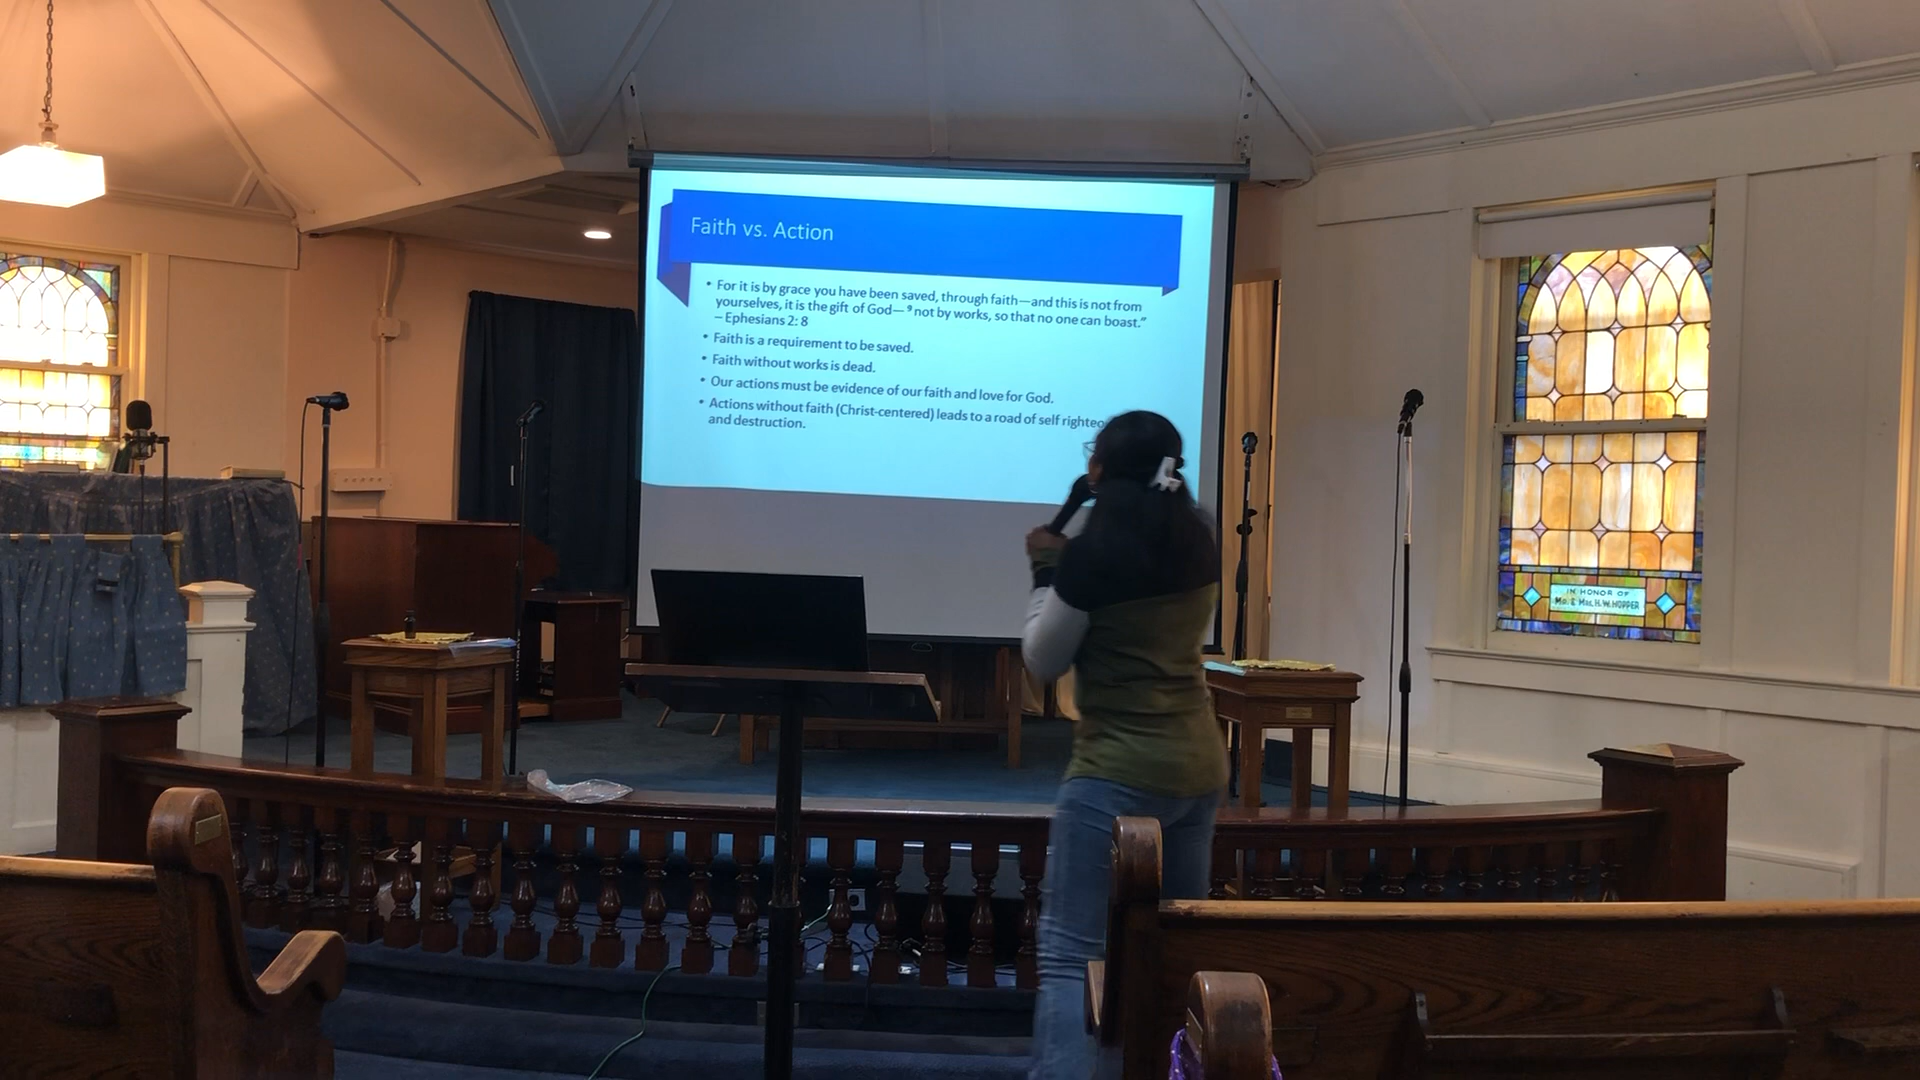 Faith vs. Action
• For it is by grace you have been saved, through faith—and this is not from
yourselves, it is the gift of God— ⁹ not by works, so that no one can boast.”
– Ephesians 2: 8
• Faith is a requirement to be saved.
• Faith without works is dead.
• Our actions must be evidence of our faith and love for God.
• Actions without faith (Christ-centered) leads to a road of self righteo
and destruction.
IN HONOR OF
MR. & MRS. H. W. HOPPER